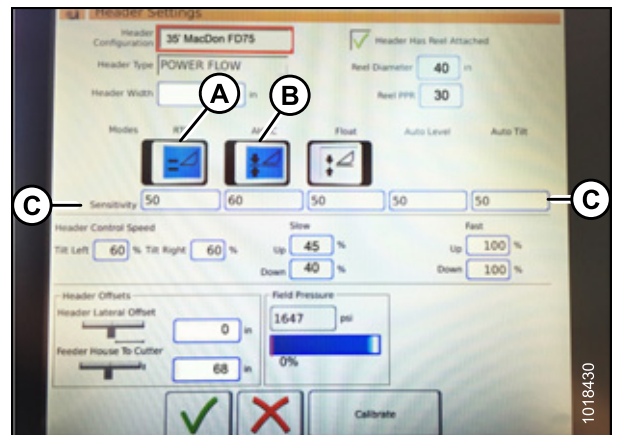 Header Settings
Header Configuration
35' MacDon FD75
Header Has Reel Attached
Header Type
POWER FLOW
Reel Diameter
40
in
Header Width
in
Reel PPR
30
A
B
Modes
Float
Auto Level
Auto Tilt
C
Sensitivity
50
60
50
50
50
C
Header Control Speed
Slow
Fast
Tilt Left
60
%
Tilt Right
60
%
Up
45
%
Up
100
%
Down
40
%
Down
100
%
Header Offsets
Field Pressure
Header Lateral Offset
0
in
1647
psi
0%
Feeder House To Cutter
68
in
Calibrate
1018430